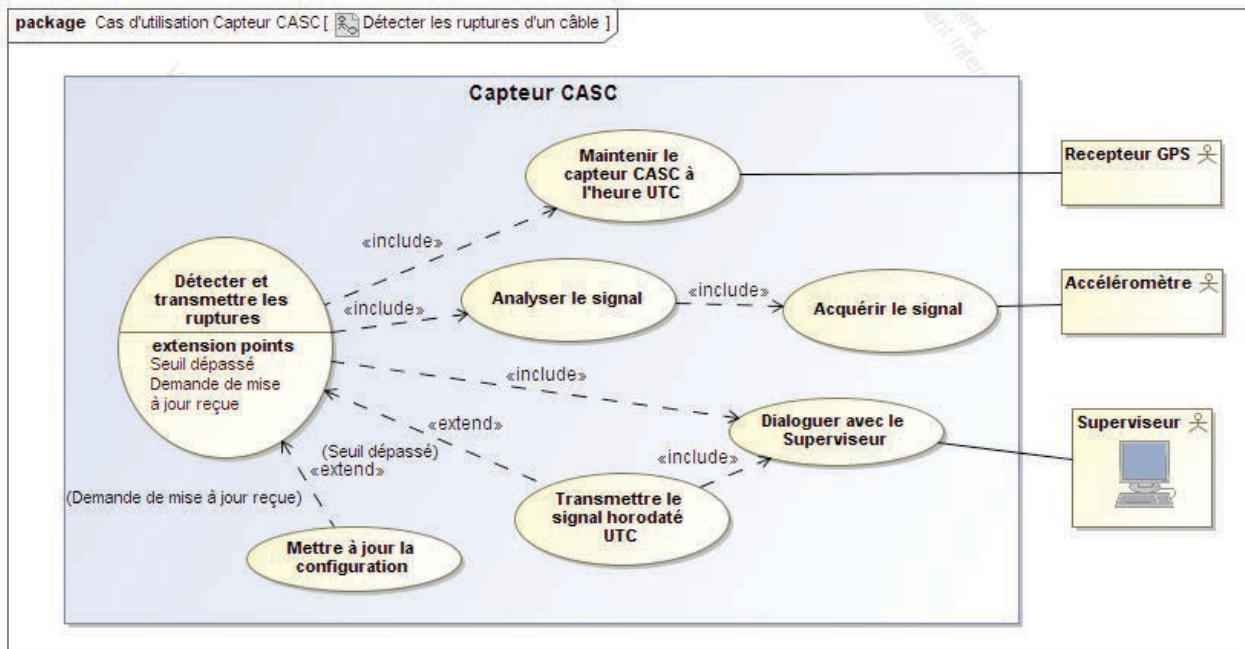 package Cas d'utilisation Capteur CASC [ Détecter les ruptures d'un câble ]
Capteur CASC
Maintenir le
capteur CASC à
l'heure UTC
Recepteur GPS
«include»
Détecter et
transmettre les
ruptures
extension points
Seuil dépassé
Demande de mise
à jour reçue
«include»
Analyser le signal
«include»
Acquérir le signal
Accéléromètre
«include»
Dialoguer avec le
Superviseur
Superviseur
«extend»
(Seuil dépassé)
«include»
«extend»
(Demande de mise à jour reçue)
Transmettre le
signal horodaté
UTC
Mettre à jour la
configuration